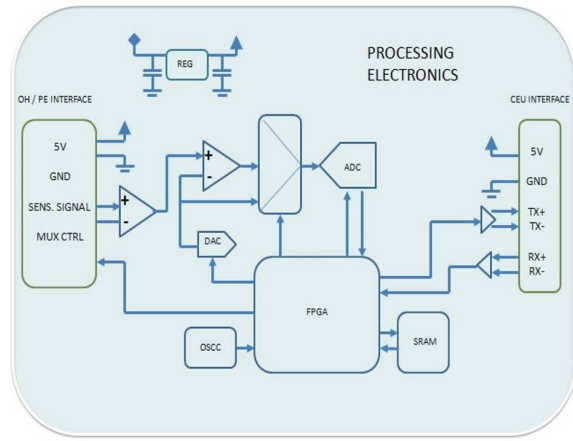 REG
PROCESSING
ELECTRONICS
OH / PE INTERFACE
5V
GND
SENS. SIGNAL
MUX CTRL
+
-
+
-
DAC
ADC
FPGA
OSCC
SRAM
CEU INTERFACE
5V
GND
TX+
TX-
RX+
RX-